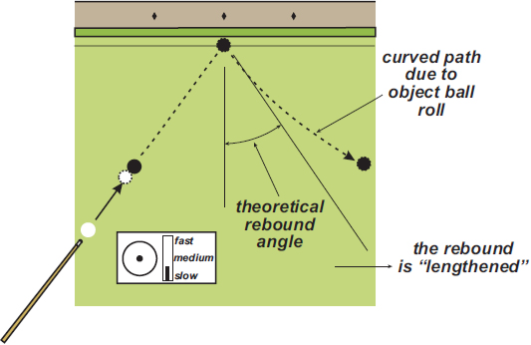 curved path
due to
object ball
roll
theoretical
rebound
angle
fast
medium
slow
the rebound
is “lengthened”